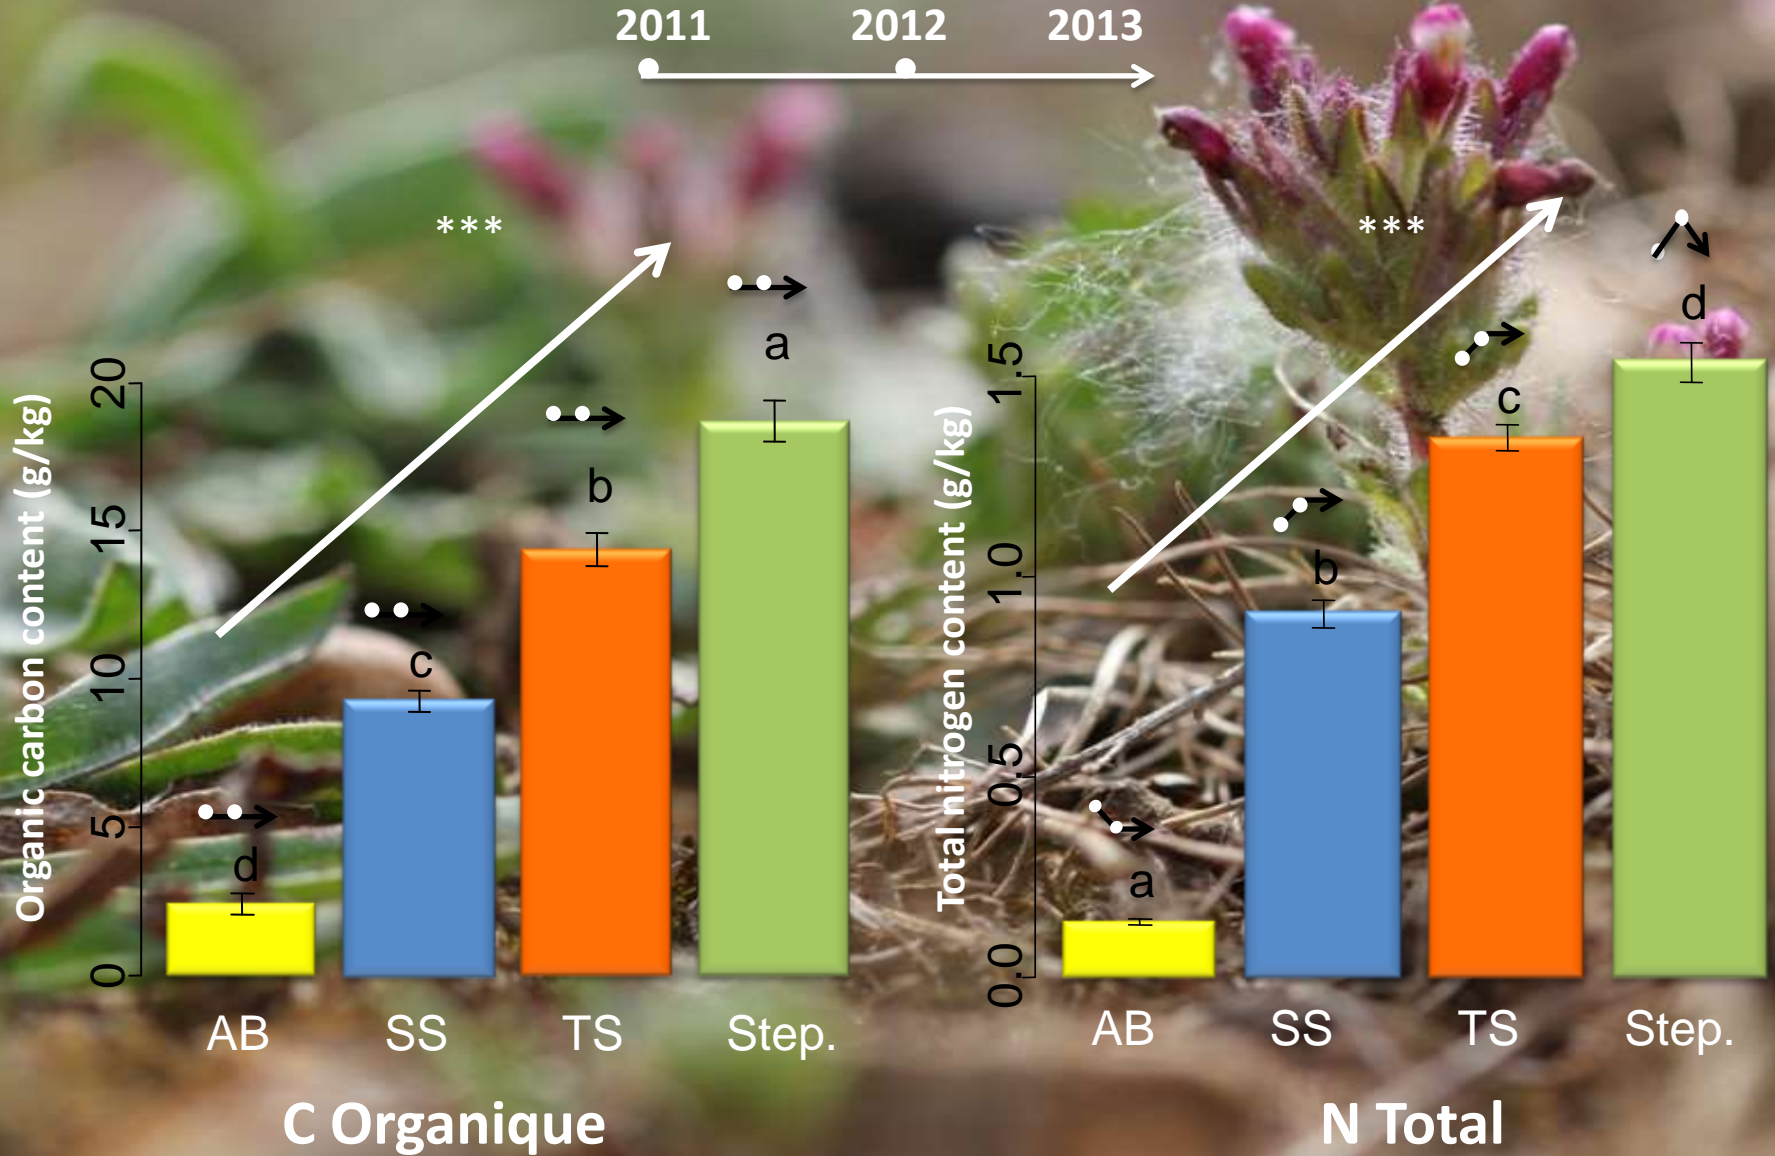 2011 2012 2013
***
***
a
d
b
c
c
b
d
a
Organic carbon content (g/kg)
20
15
10
5
0
Total nitrogen content (g/kg)
1.5
1.0
0.5
0.0
AB SS TS Step.
AB SS TS Step.
C Organique
N Total